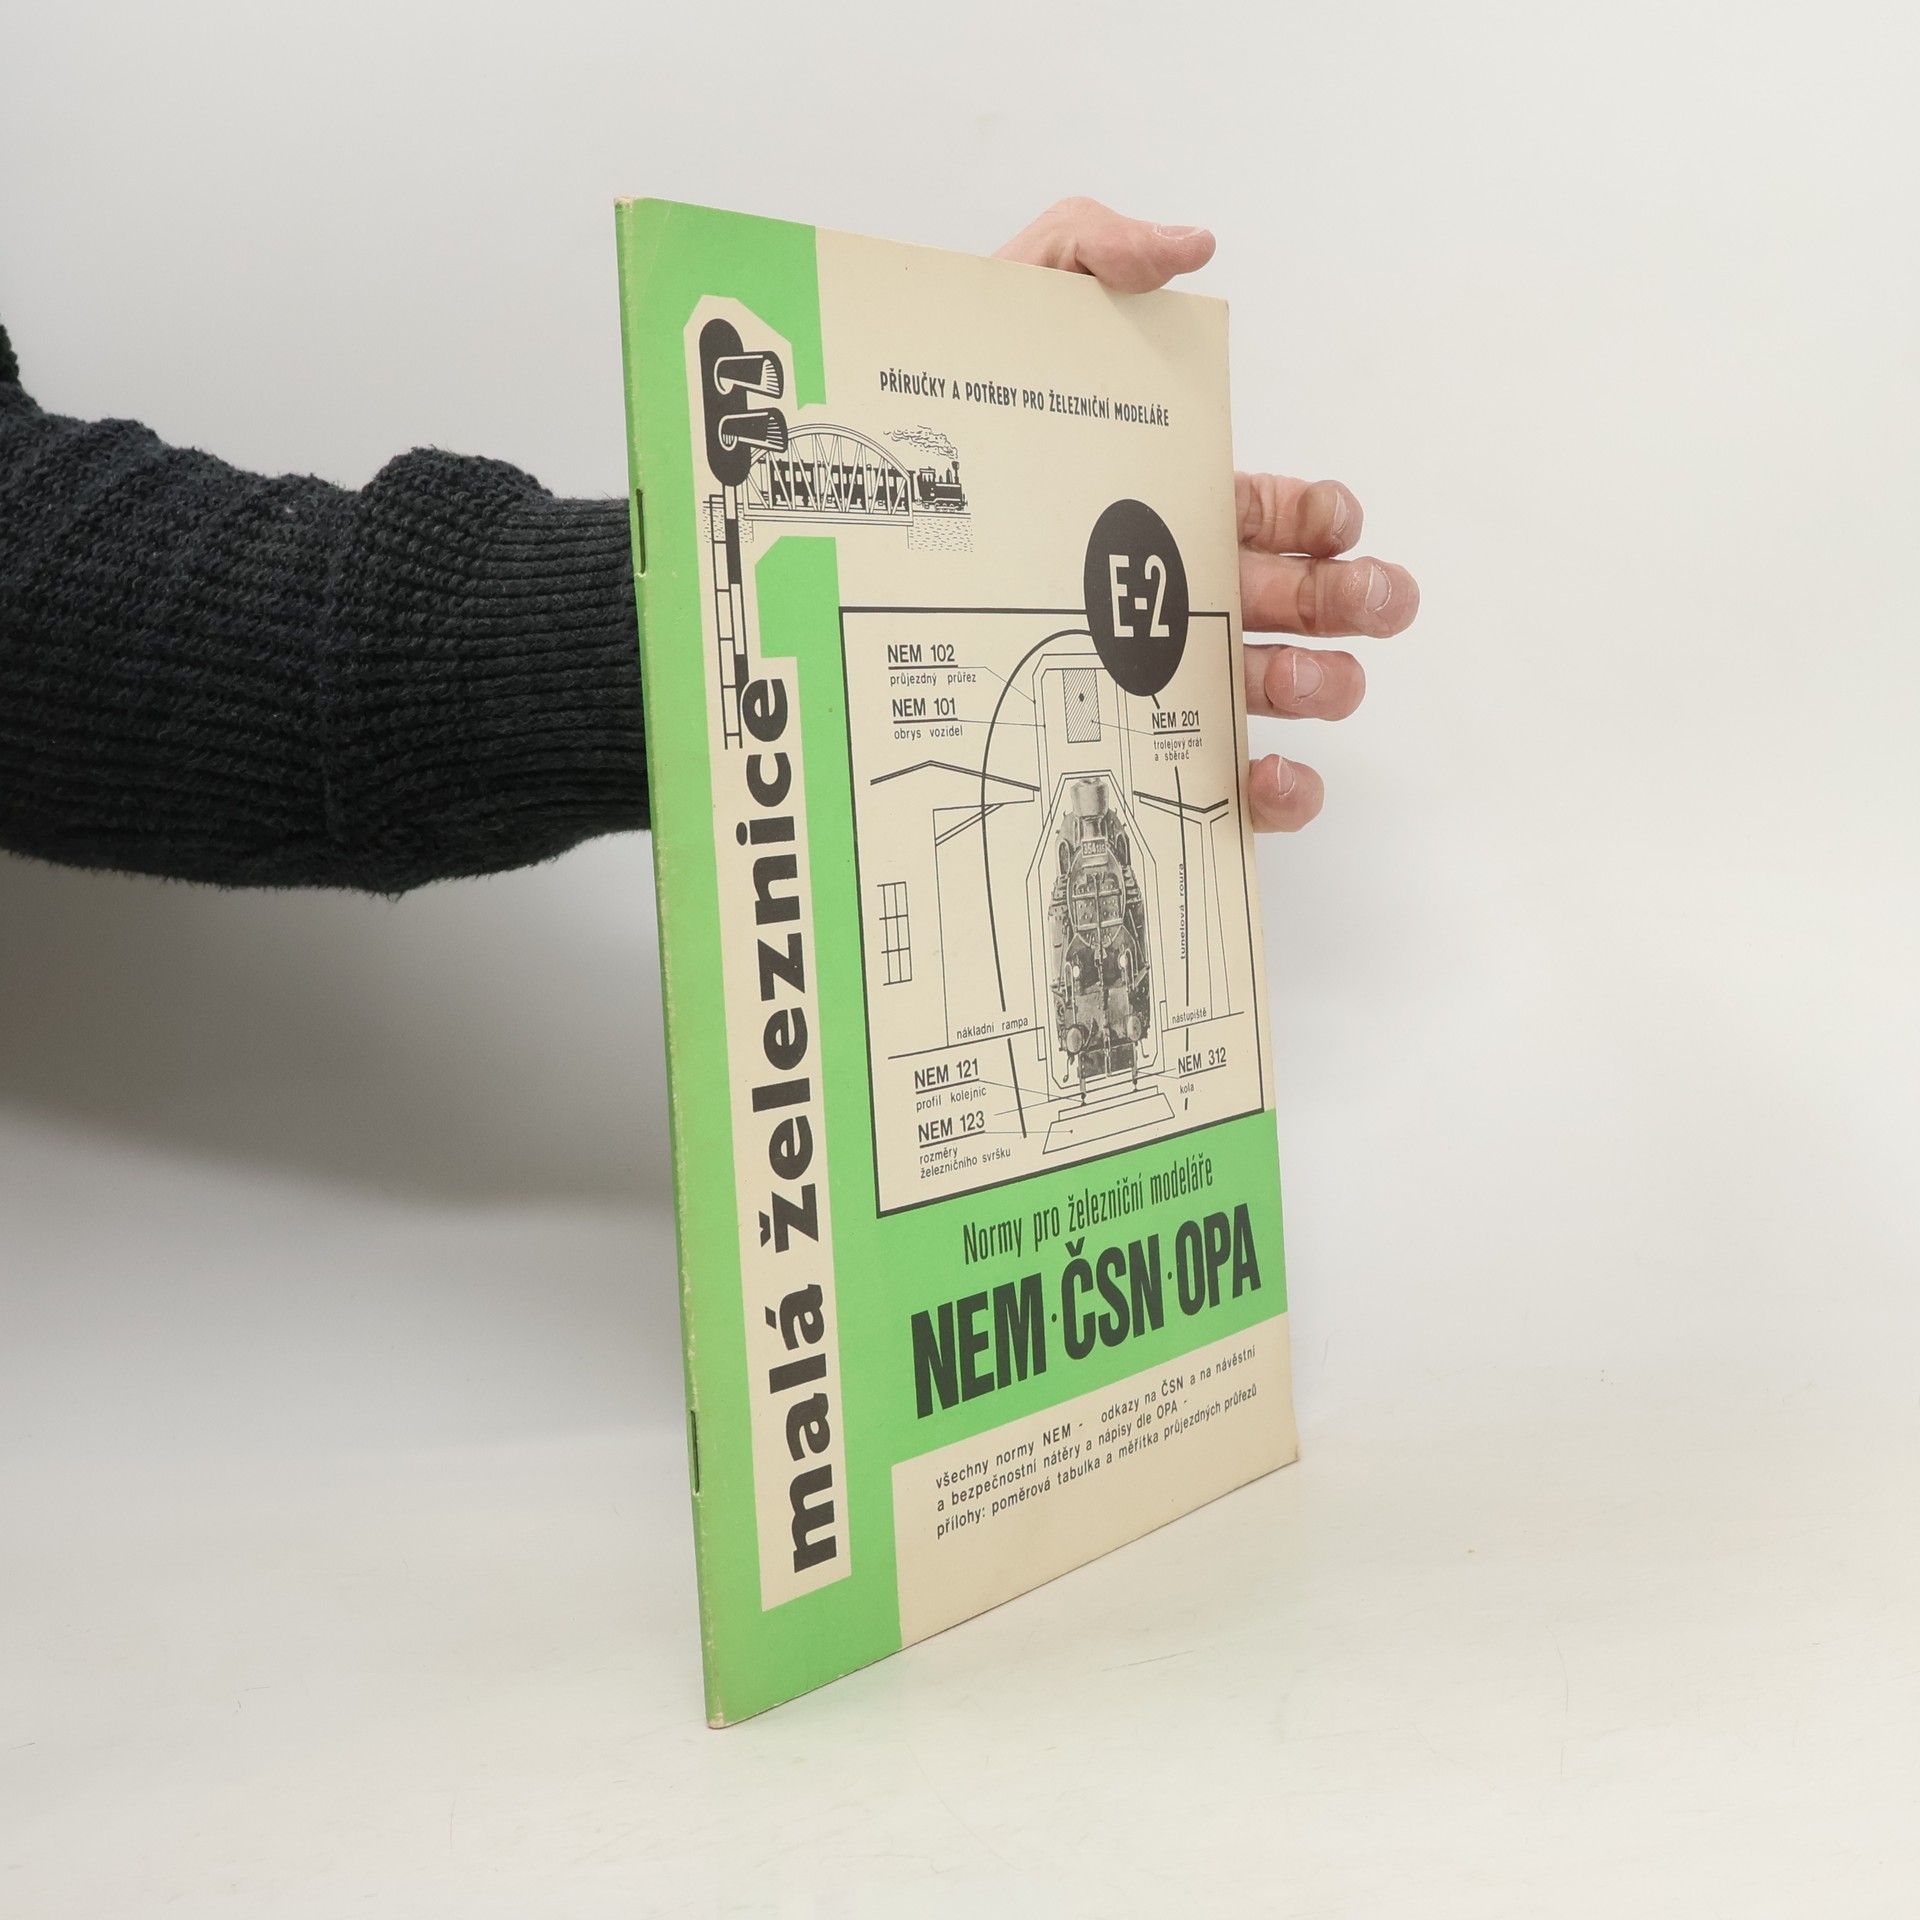 malá železnice
PŘÍRUČKY A POTŘEBY PRO ŽELEZNIČNÍ MODELÁŘE
E-2
NEM 102
průjezdný průřez
NEM 101
obrys vozidel
NEM 201
trolejový drát
a sběrač
tunelová roura
nákladní rampa
nástupiště
NEM 121
profil kolejnic
NEM 123
rozměry
železničního svršku
NEM 312
kola
Normy pro železniční modeláře
NEM·ČSN·OPA
všechny normy NEM - odkazy na ČSN a na návěstní
a bezpečnostní nátěry a nápisy dle OPA -
přílohy: poměrová tabulka a měřítka průjezdných průřezů